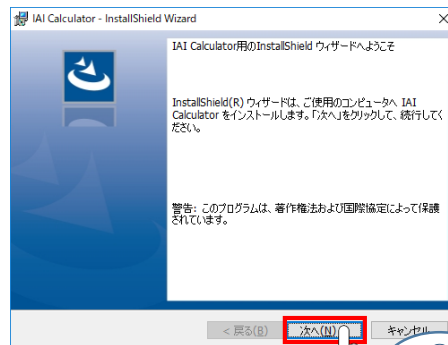 IAI Calculator - InstallShield Wizard
IAI Calculator用のInstallShield ウィザードへようこそ
InstallShield(R) ウィザードは、ご使用のコンピュータへ IAI
Calculator をインストールします。「次へ」をクリックして、続行してく
ださい。
警告: このプログラムは、著作権法および国際協定によって保護
されています。
< 戻る(B)
次へ(N)
キャンセル